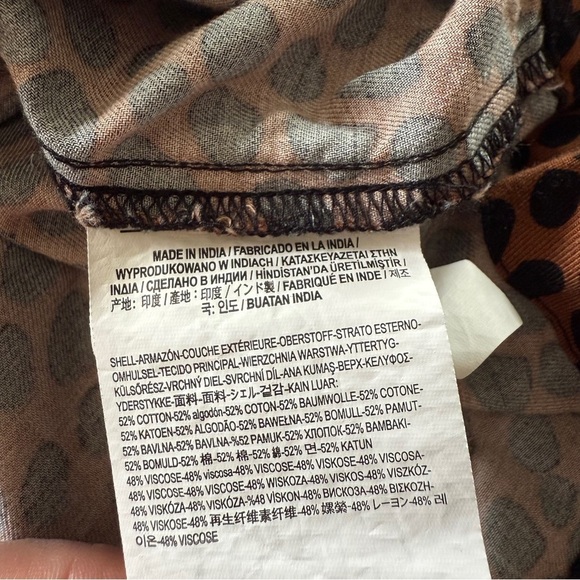 MADE IN INDIA / FABRICADO EN LA INDIA /
WYPRODUKOWANO W INDIACH / ΚΑΤΑΣΚΕΥΑΖΕΤΑΙ ΣΤΗΝ
ΙΝΔΙΑ / СДЕЛАНО В ИНДИИ / HİNDİSTAN'DA ÜRETİLMİŞTİR /
产地: 印度 / 產地: 印度 / インド製 / FABRIQUÉ EN INDE / 제조
국: 인도 / BUATAN INDIA
SHELL-ARMAZÓN-COUCHE EXTÉRIEURE-OBERSTOFF-STRATO ESTERNO-
OMHULSEL-TECIDO PRINCIPAL-WIERZCHNIA WARSTWA-YTTERTYG-
KÜLSŐRÉSZ-VRCHNÝ DIEL-SVRCHNÍ DÍL-ANA KUMAŞ-ВЕРХ-ΚΕΛΥΦΟΣ-
YDERSTYKKE-面料-面料-シェル-겉감-KAIN LUAR:
52% COTTON-52% algodón-52% COTON-52% BAUMWOLLE-52% COTONE-
52% KATOEN-52% ALGODÃO-52% BAWEŁNA-52% BOMULL-52% PAMUT-
52% BAVLNA-52% BAVLNA-%52 PAMUK-52% ХЛОПОК-52% ΒΑΜΒΑΚΙ-
52% BOMULD-52% 棉-52% 棉-52% 綿-52% 면-52% KATUN
48% VISCOSE-48% viscosa-48% VISCOSE-48% VISKOSE-48% VISCOSA-
48% VISCOSE-48% VISCOSE-48% WISKOZA-48% VISKOS-48% VISZKÓZ-
48% VISKÓZA-48% VISKÓZA-%48 VİSKON-48% ВИСКОЗА-48% ΒΙΣΚΟΖΗ-
48% VISKOSE-48% 再生纤维素纤维-48% 嫘縈-48% レーヨン-48% 레
이온-48% VISCOSE